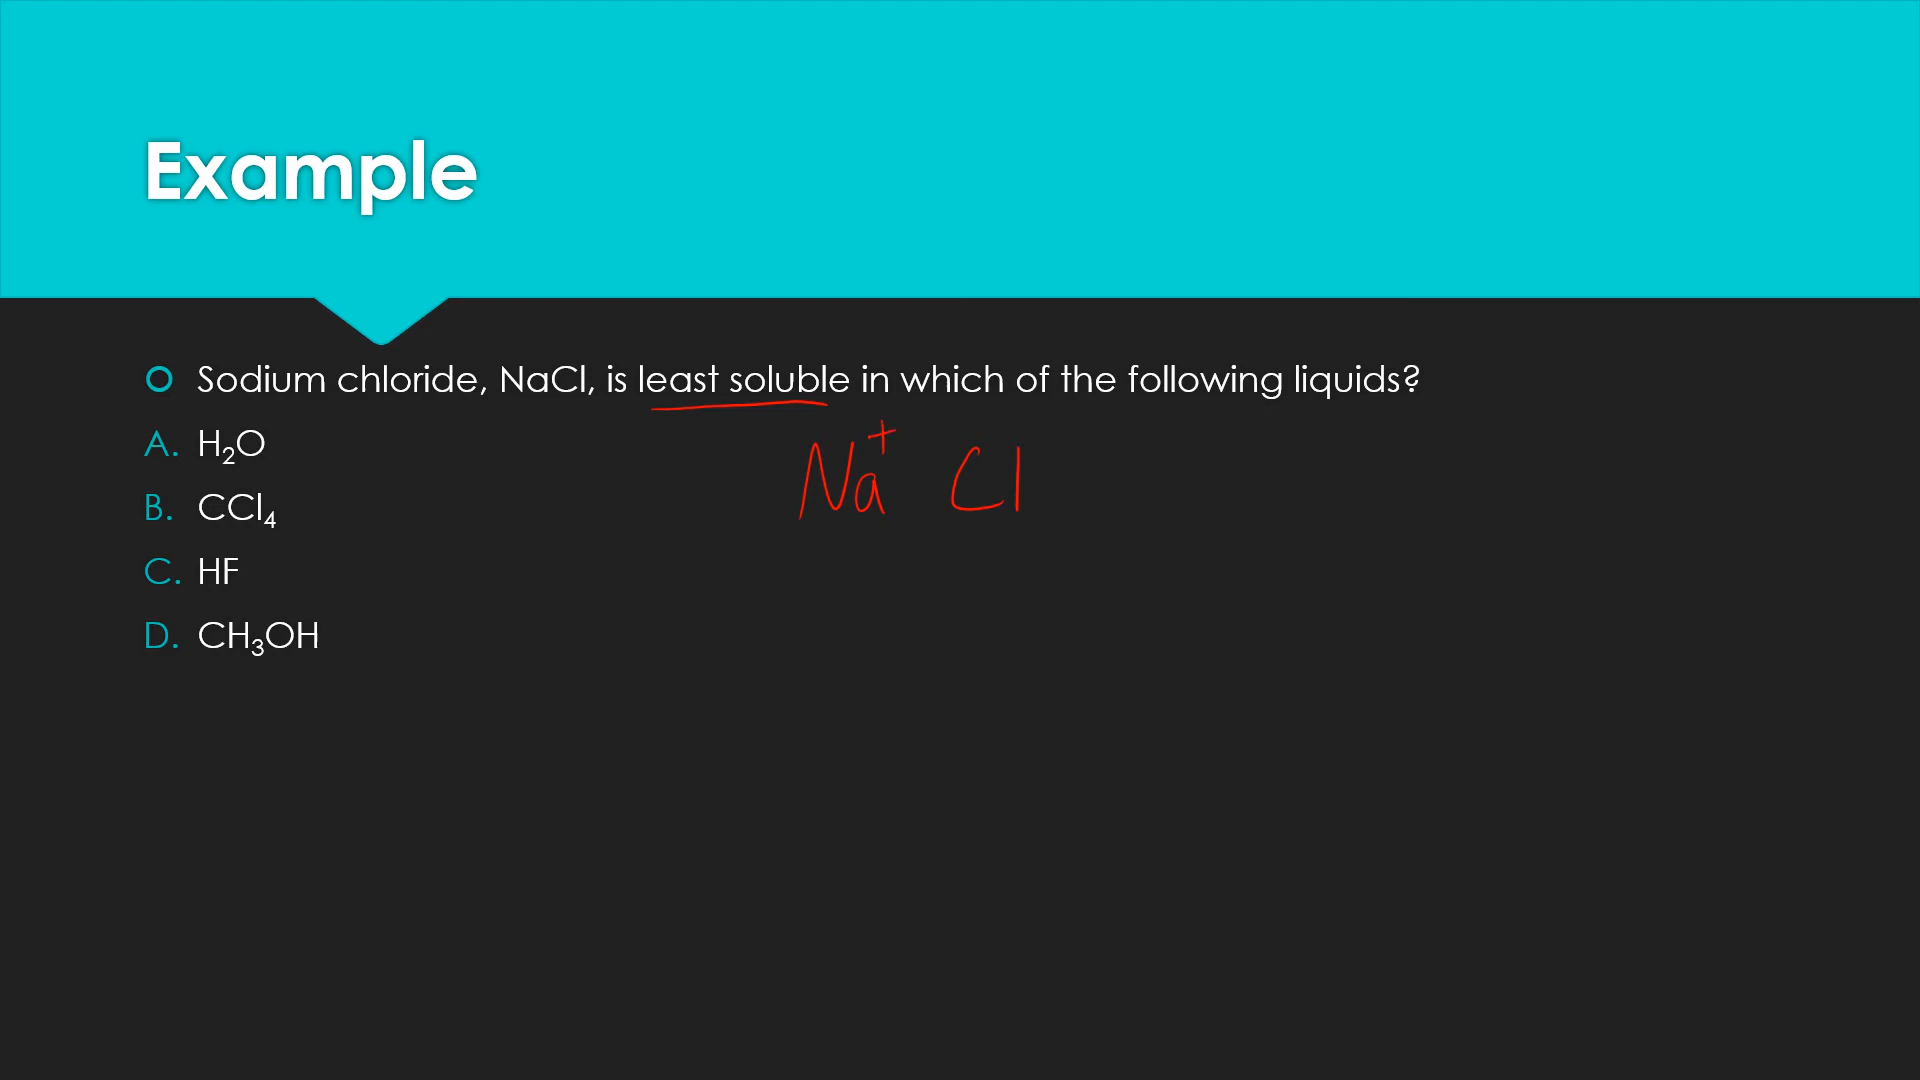 Example
Sodium chloride, NaCl, is least soluble in which of the following liquids?
A. H₂O
Na⁺ Cl
B. CCl₄
C. HF
D. CH₃OH